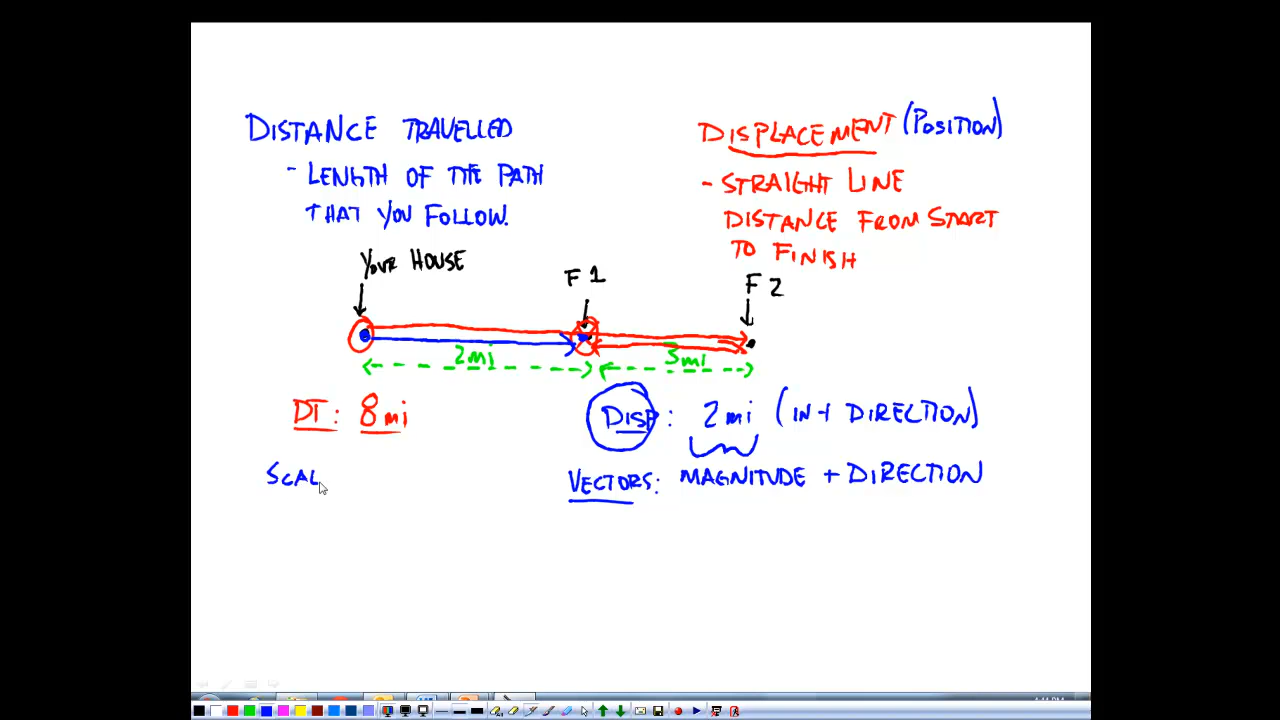 DISTANCE TRAVELLED
- LENGTH OF THE PATH
THAT YOU FOLLOW.
DISPLACEMENT (POSITION)
- STRAIGHT LINE
DISTANCE FROM START
TO FINISH
YOUR HOUSE
F 1
F 2
2mi
3mi
DT: 8mi
DISP: 2mi (IN + DIRECTION)
SCAL
VECTORS: MAGNITUDE + DIRECTION